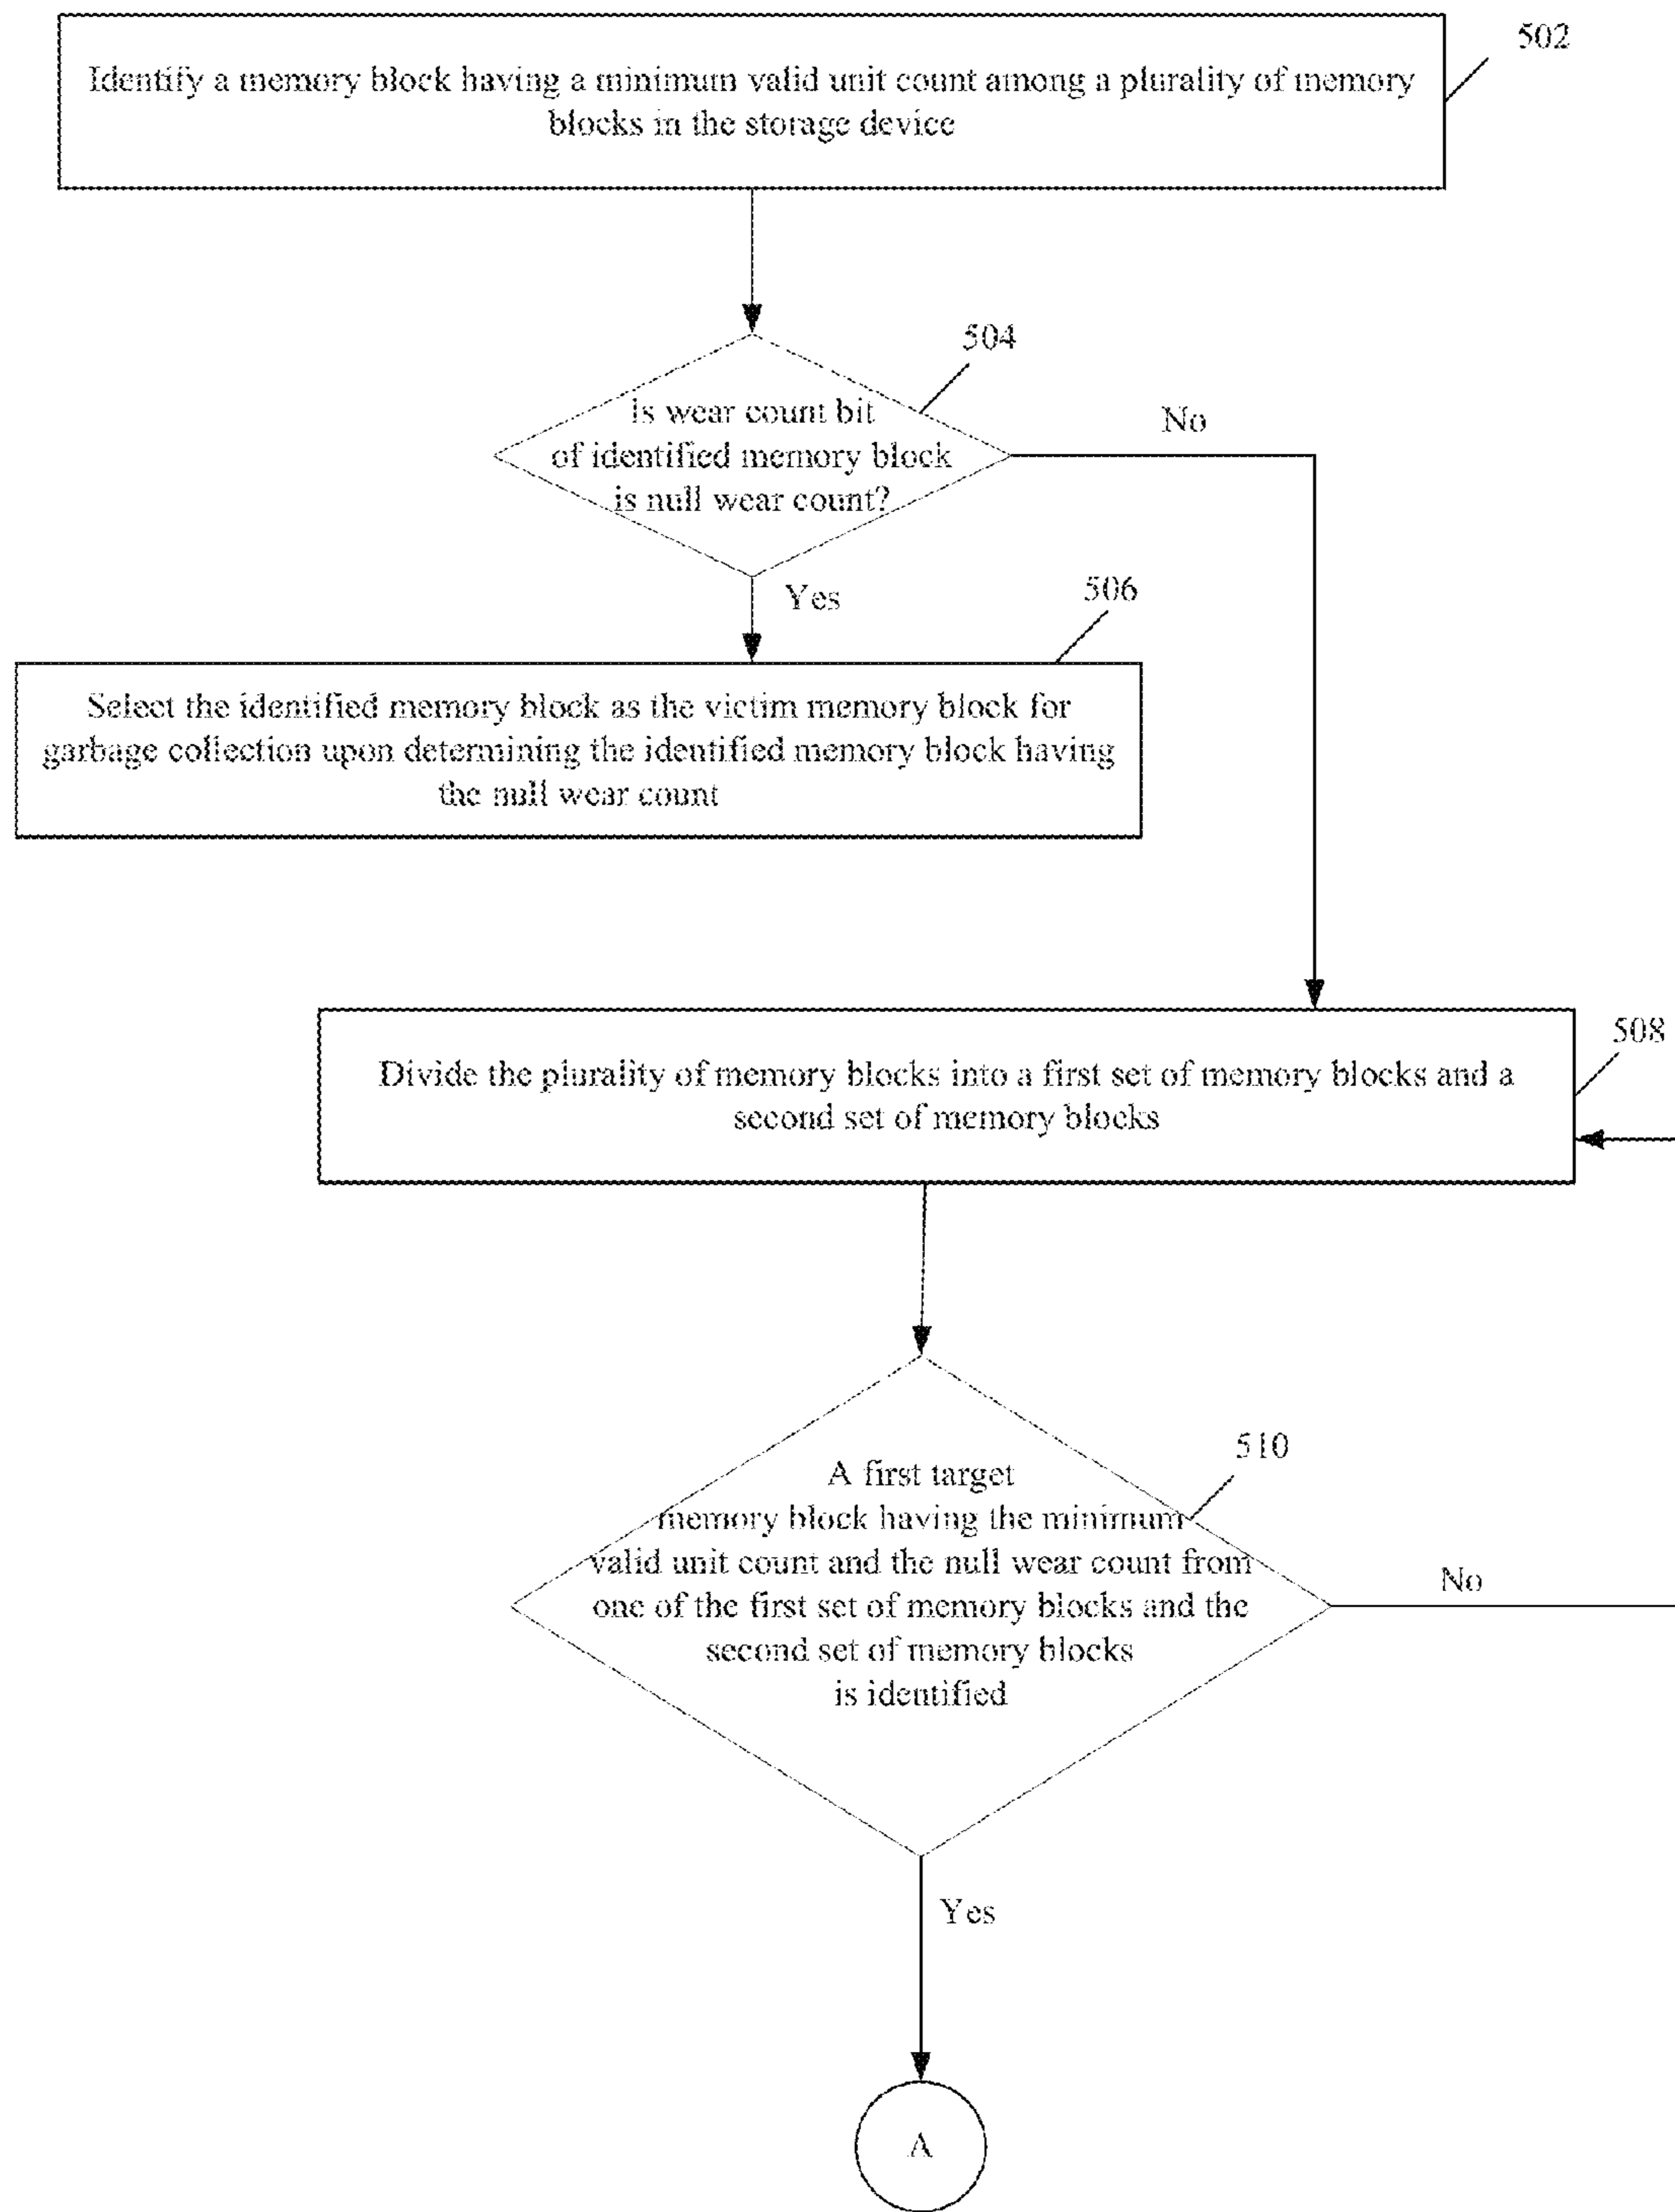 502
Identify a memory block having a minimum valid unit count among a plurality of memory
blocks in the storage device
504
Is wear count bit
of identified memory block
is null wear count?
No
Yes
506
Select the identified memory block as the victim memory block for
garbage collection upon determining the identified memory block having
the null wear count
508
Divide the plurality of memory blocks into a first set of memory blocks and a
second set of memory blocks
510
A first target
memory block having the minimum
valid unit count and the null wear count from
one of the first set of memory blocks and the
second set of memory blocks
is identified
No
Yes
A